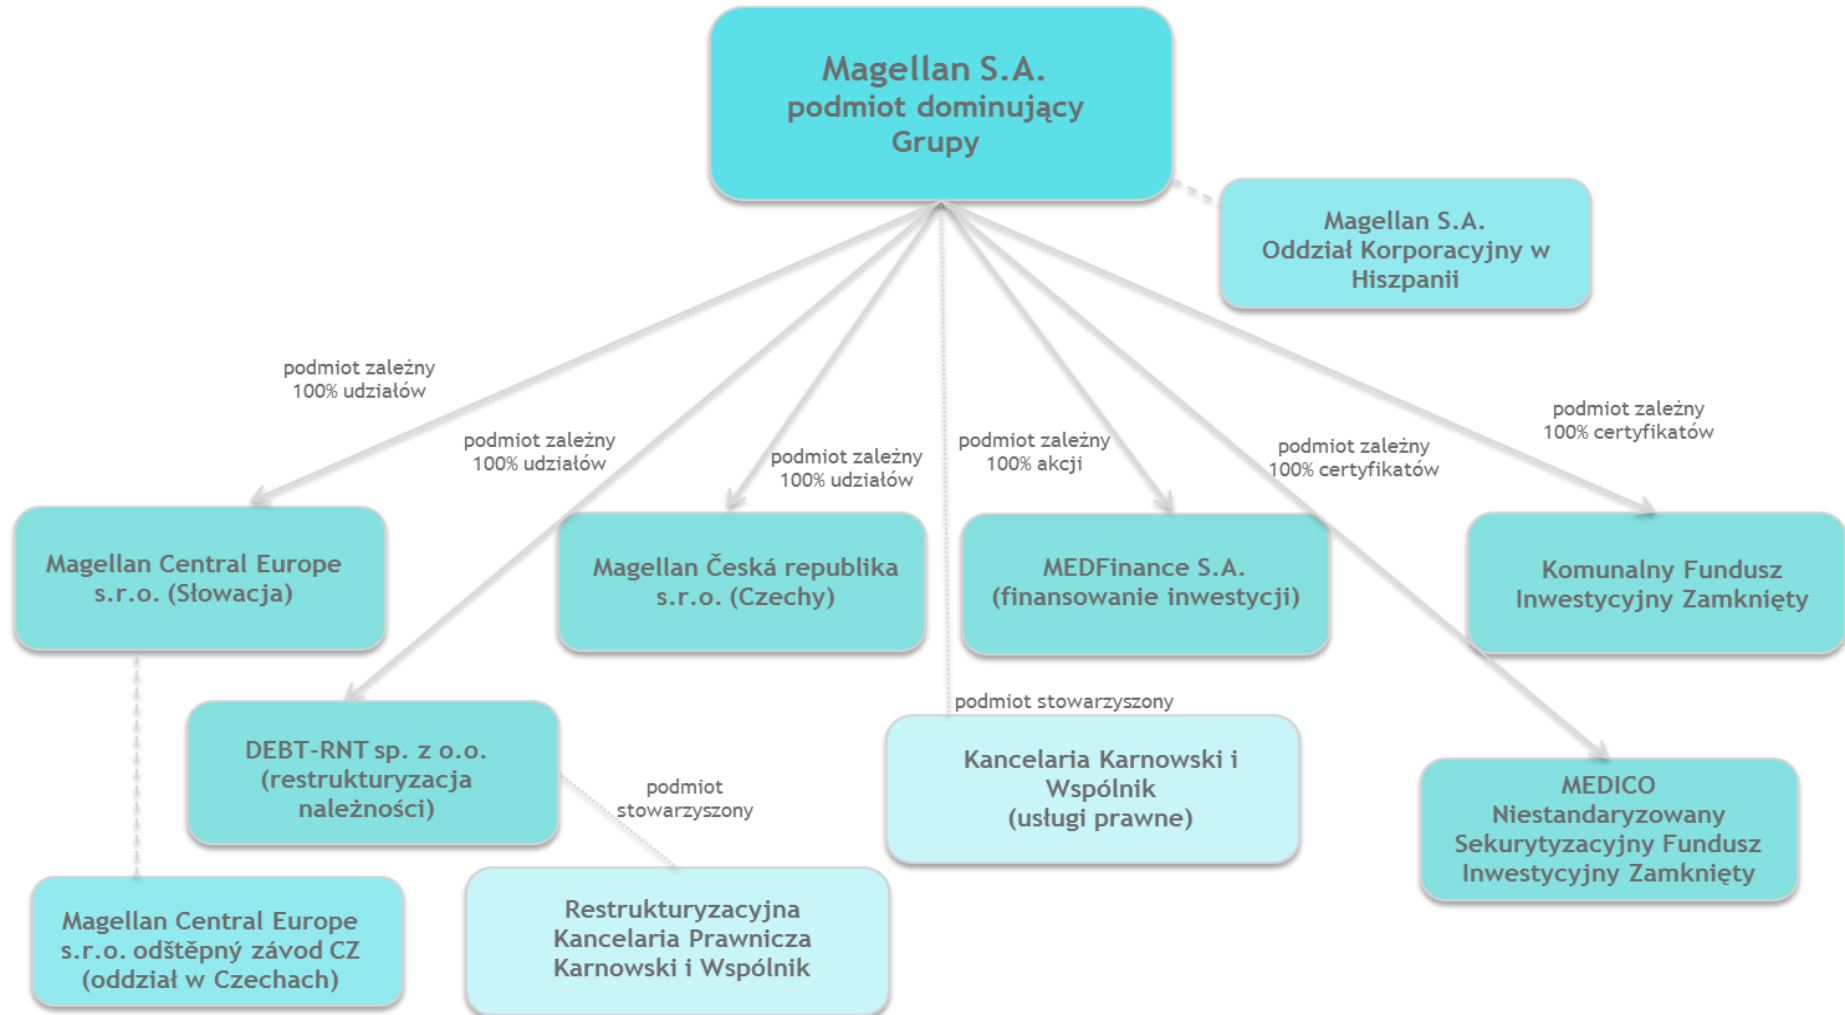 Magellan S.A.
podmiot dominujący
Grupy
Magellan S.A.
Oddział Korporacyjny w
Hiszpanii
podmiot zależny
100% udziałów
podmiot zależny
100% udziałów
podmiot zależny
100% udziałów
podmiot zależny
100% akcji
podmiot zależny
100% certyfikatów
podmiot zależny
100% certyfikatów
Magellan Central Europe
s.r.o. (Słowacja)
Magellan Česká republika
s.r.o. (Czechy)
MEDFinance S.A.
(finansowanie inwestycji)
Komunalny Fundusz
Inwestycyjny Zamknięty
DEBT-RNT sp. z o.o.
(restrukturyzacja
należności)
podmiot
stowarzyszony
podmiot stowarzyszony
Kancelaria Karnowski i
Wspólnik
(usługi prawne)
MEDICO
Niestandaryzowany
Sekurytyzacyjny Fundusz
Inwestycyjny Zamknięty
Magellan Central Europe
s.r.o. odštěpný závod CZ
(oddział w Czechach)
Restrukturyzacyjna
Kancelaria Prawnicza
Karnowski i Wspólnik